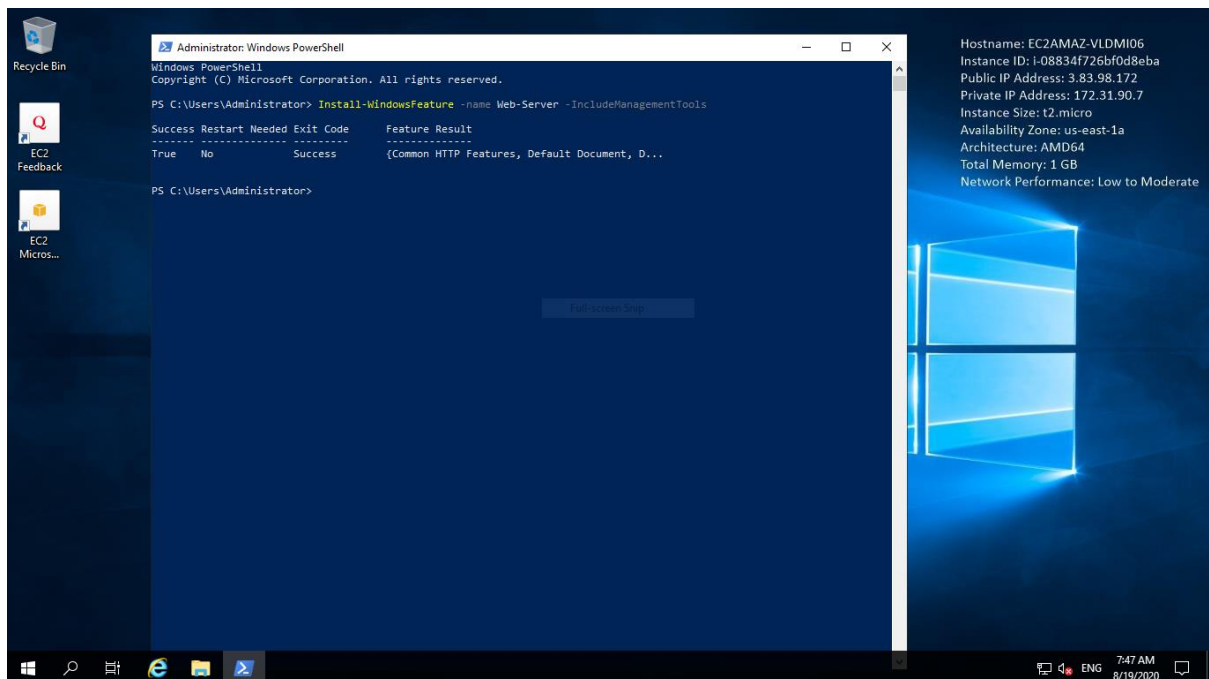 Recycle Bin
EC2
Feedback
EC2
Micros...
Administrator: Windows PowerShell
Windows PowerShell
Copyright (C) Microsoft Corporation. All rights reserved.
PS C:\Users\Administrator> Install-WindowsFeature -name Web-Server -IncludeManagementTools
Success Restart Needed Exit Code      Feature Result
------- -------------- ---------      --------------
True    No             Success        {Common HTTP Features, Default Document, D...
PS C:\Users\Administrator>
Full-screen Snip
Hostname: EC2AMAZ-VLDMI06
Instance ID: i-08834f726bf0d8eba
Public IP Address: 3.83.98.172
Private IP Address: 172.31.90.7
Instance Size: t2.micro
Availability Zone: us-east-1a
Architecture: AMD64
Total Memory: 1 GB
Network Performance: Low to Moderate
ENG
7:47 AM
8/19/2020